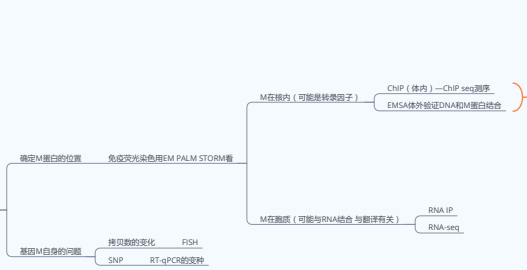 ChIP（体内）—ChIP seq测序
M在核内（可能是转录因子）
EMSA体外验证DNA和M蛋白结合
确定M蛋白的位置
免疫荧光染色用EM PALM STORM看
RNA IP
M在胞质（可能与RNA结合 与翻译有关）
RNA-seq
拷贝数的变化
FISH
基因M自身的问题
SNP
RT-qPCR的变种